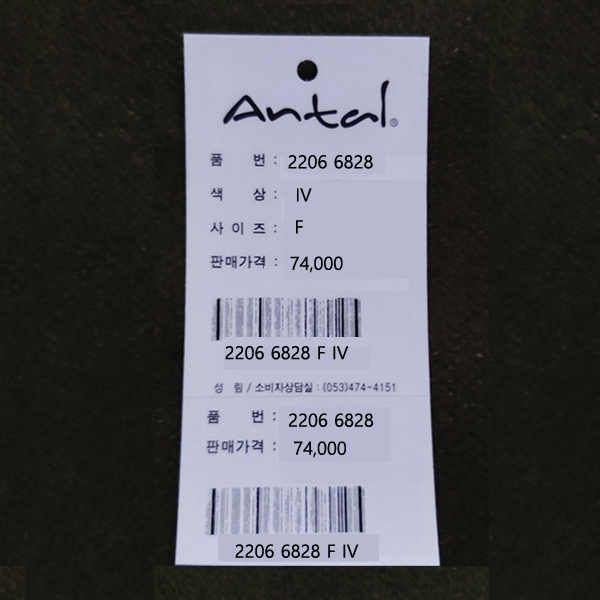 Antal®
품 번 : 2206 6828
색 상 : IV
사 이 즈 : F
판매가격 : 74,000
2206 6828 F IV
성 림 / 소비자상담실 : (053)474-4151
품 번 : 2206 6828
판매가격 : 74,000
2206 6828 F IV